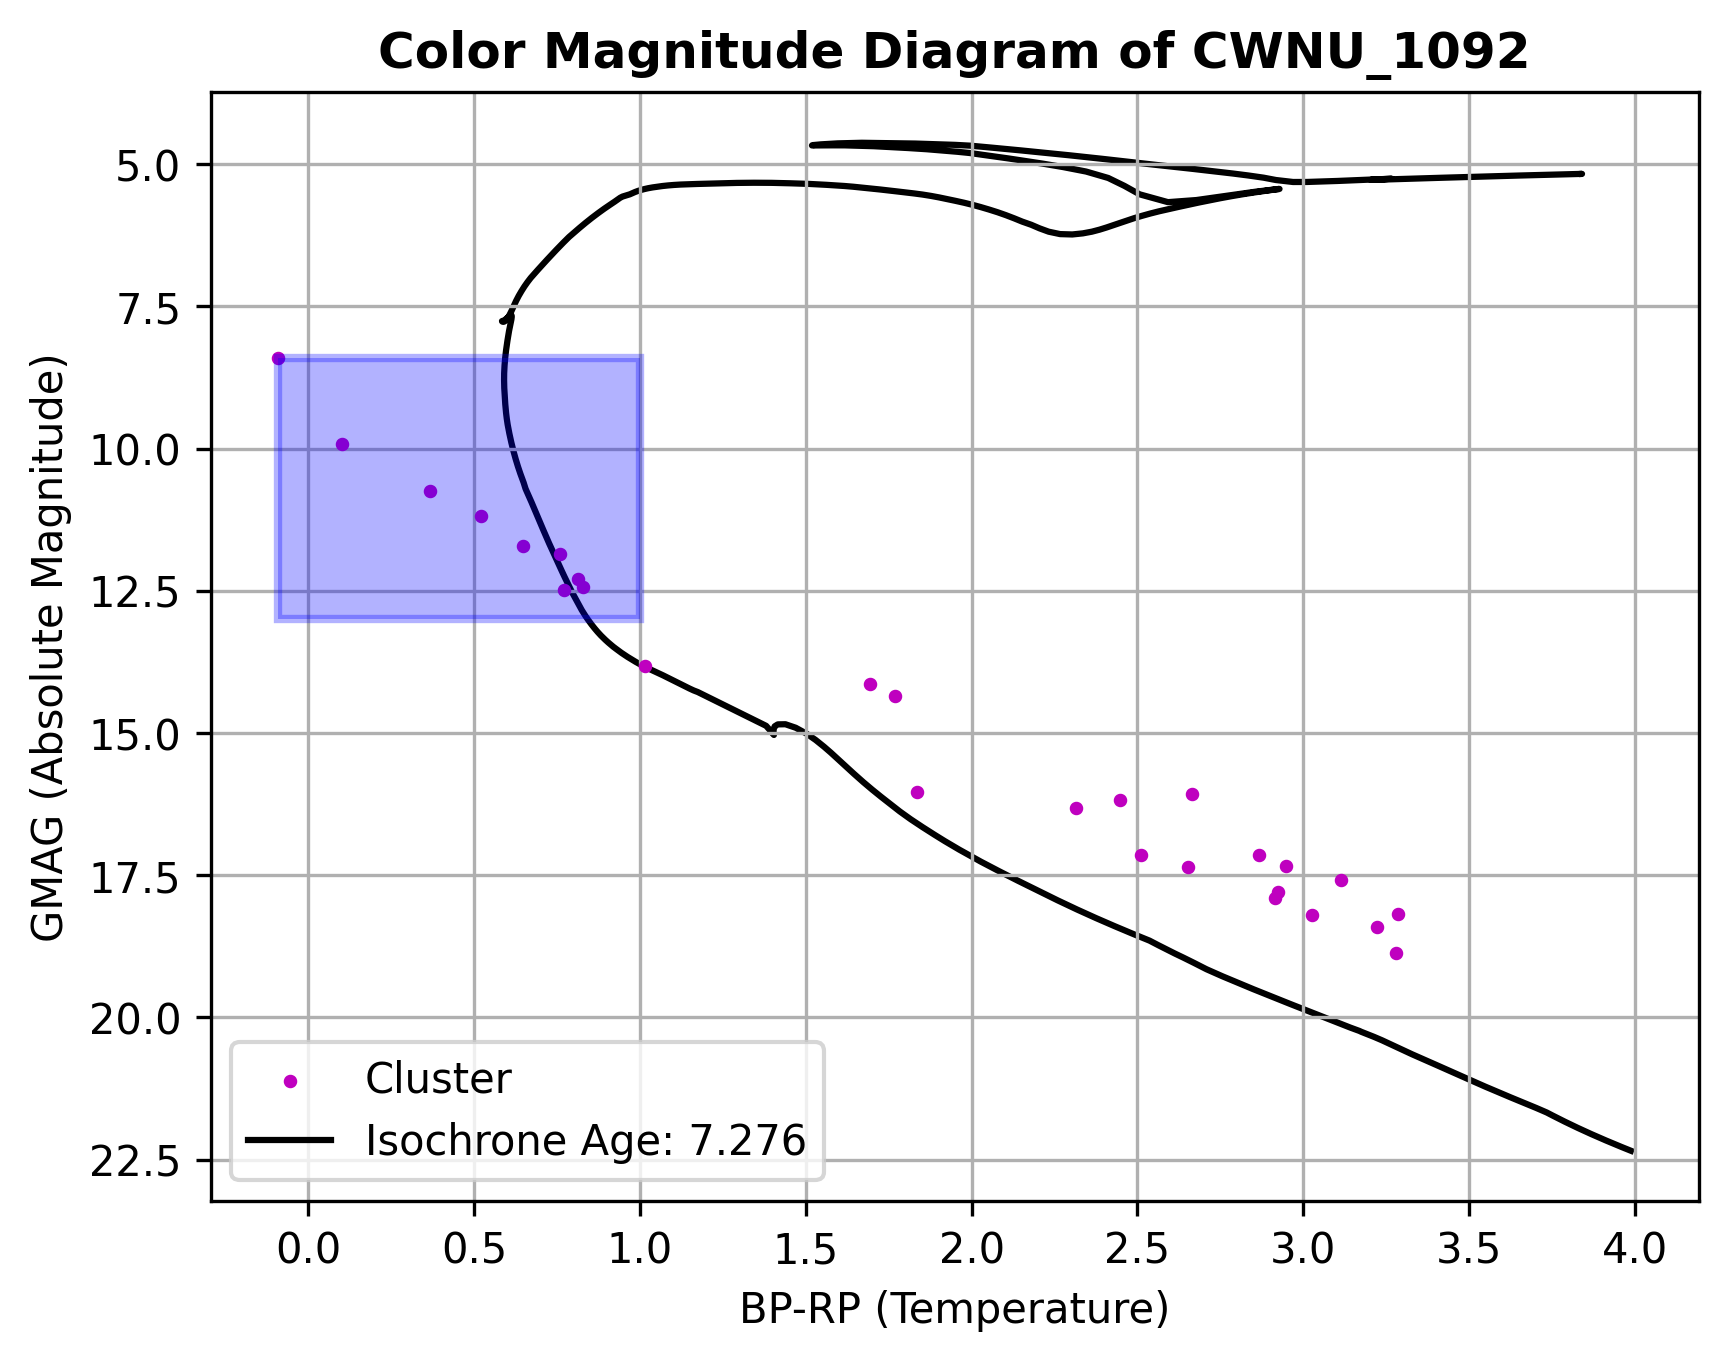 Color Magnitude Diagram of CWNU_1092
GMAG (Absolute Magnitude)
5.0
7.5
10.0
12.5
15.0
17.5
20.0
22.5
Cluster
Isochrone Age: 7.276
0.0 0.5 1.0 1.5 2.0 2.5 3.0 3.5 4.0
BP-RP (Temperature)